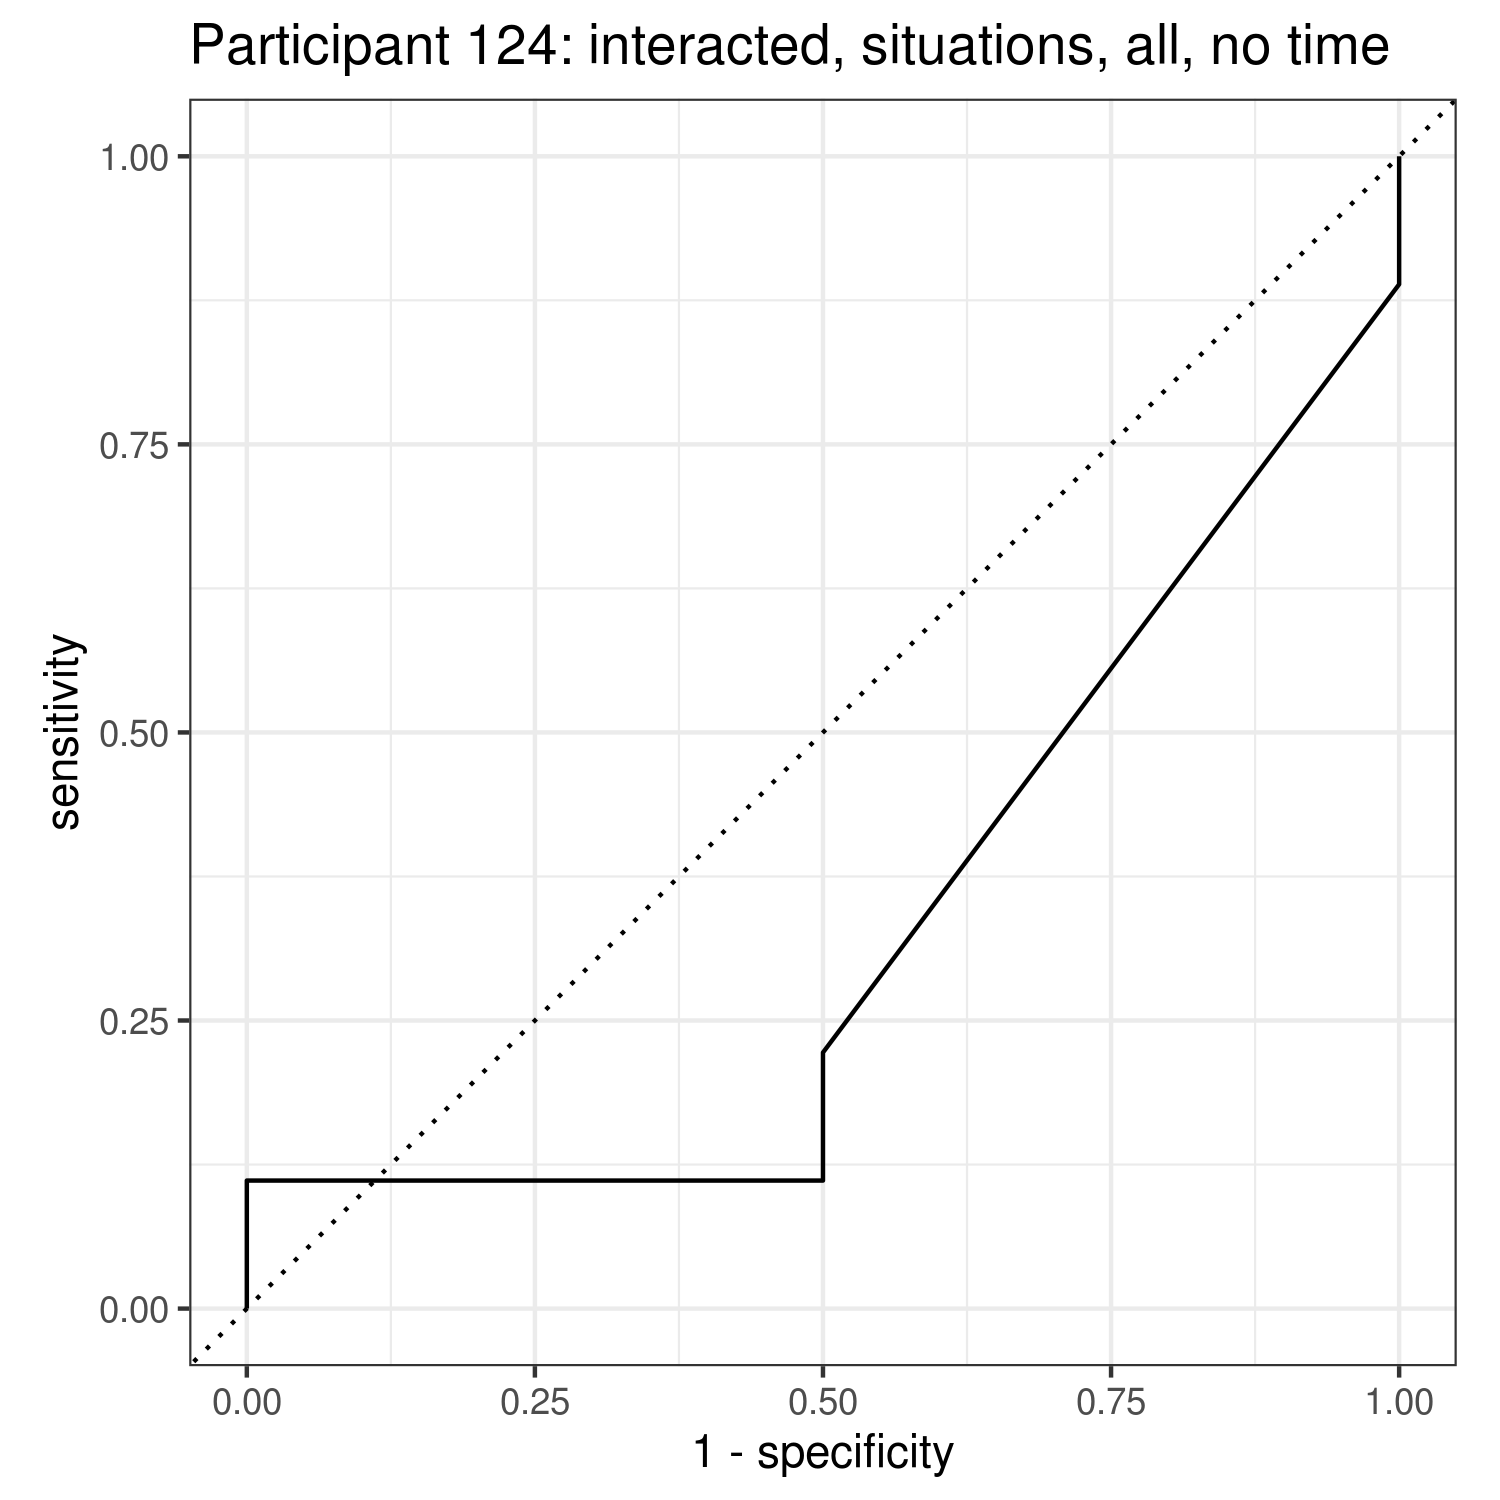 Participant 124: interacted, situations, all, no time
1.00
0.75
0.50
0.25
0.00
sensitivity
0.00 0.25 0.50 0.75 1.00
1 - specificity